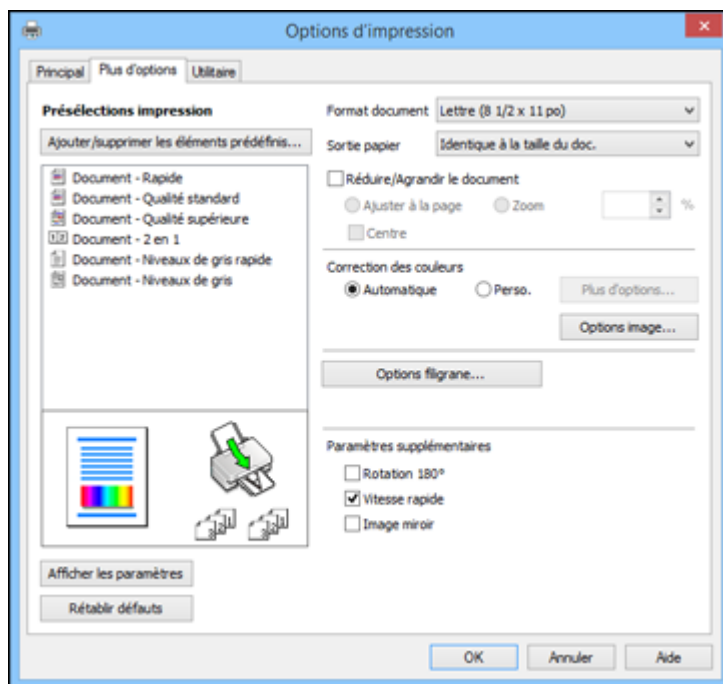 Options d'impression
Principal
Plus d'options
Utilitaire
Présélections impression
Ajouter/supprimer les éléments prédéfinis...
Document - Rapide
Document - Qualité standard
Document - Qualité supérieure
Document - 2 en 1
Document - Niveaux de gris rapide
Document - Niveaux de gris
Afficher les paramètres
Rétablir défauts
Format document
Lettre (8 1/2 x 11 po)
Sortie papier
Identique à la taille du doc.
Réduire/Agrandir le document
Ajuster à la page
Zoom
%
Centre
Correction des couleurs
Automatique
Perso.
Plus d'options...
Options image...
Options filigrane...
Paramètres supplémentaires
Rotation 180°
Vitesse rapide
Image miroir
OK
Annuler
Aide